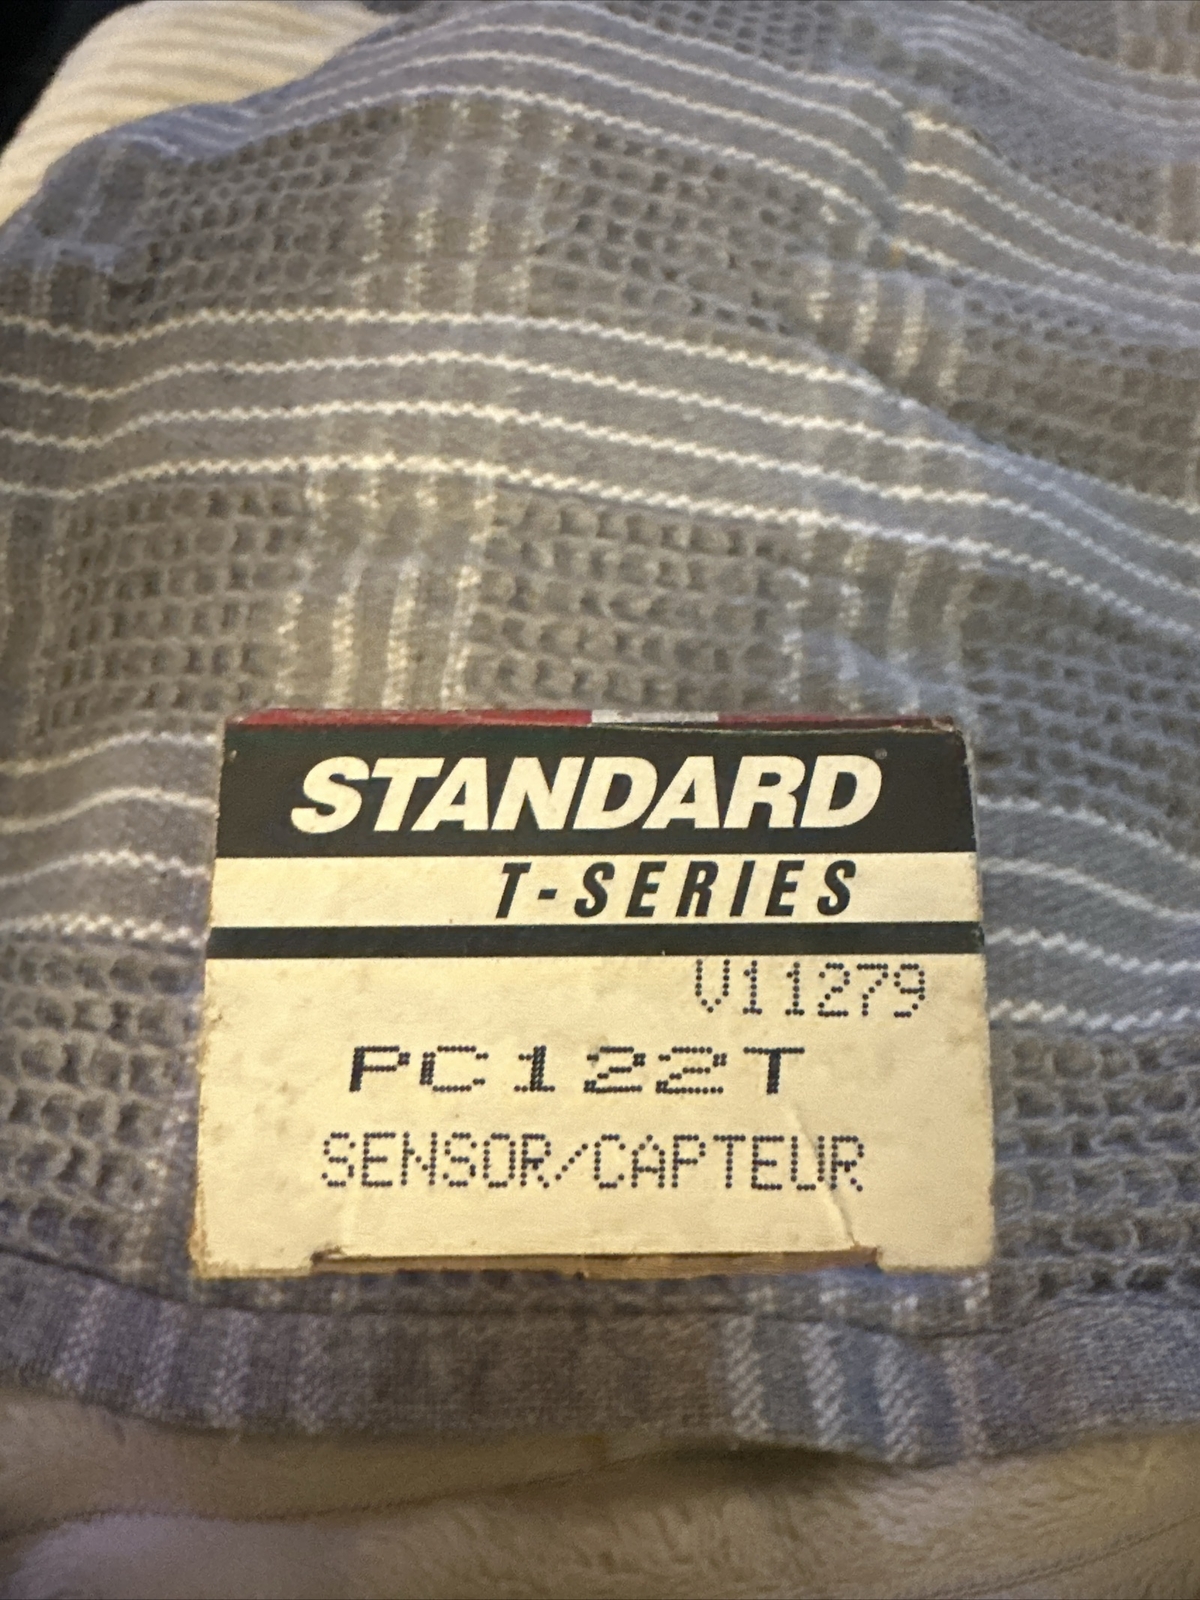 STANDARD®
T-SERIES
V11279
PC122T
SENSOR/CAPTEUR